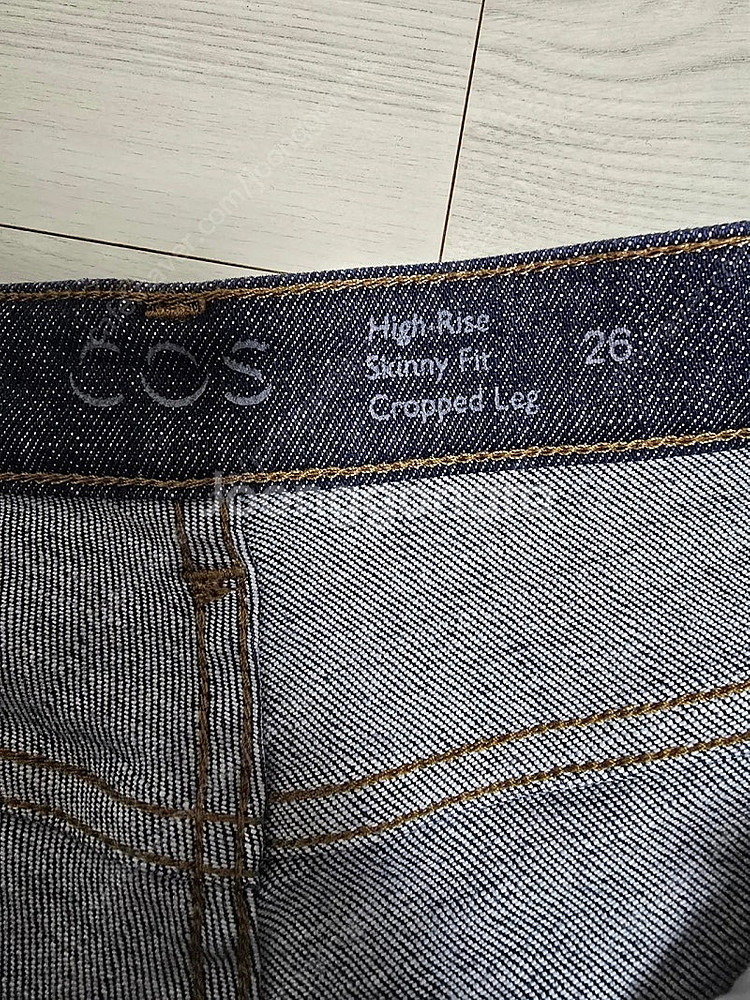 COS
High-Rise
Skinny Fit
Cropped Leg
26